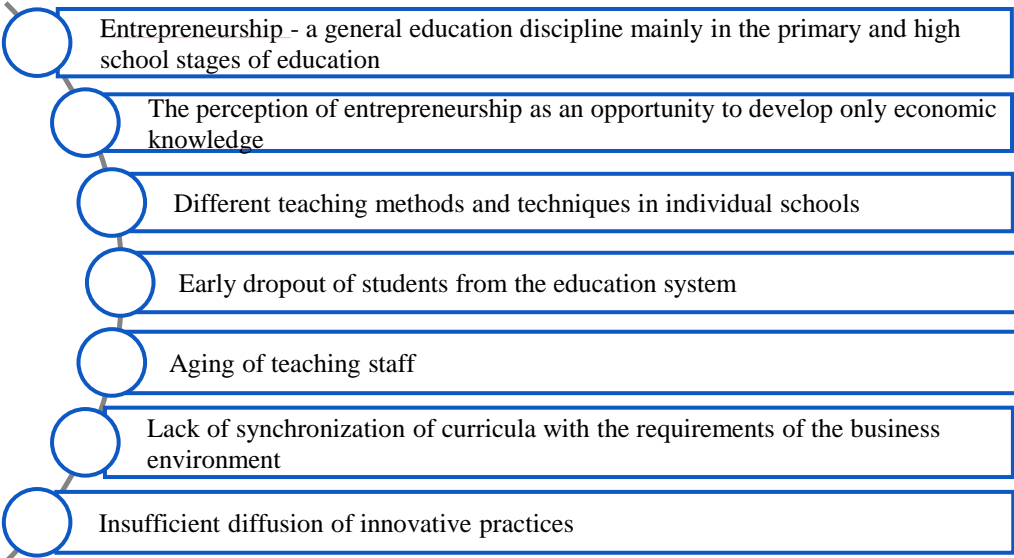 Entrepreneurship - a general education discipline mainly in the primary and high
school stages of education
The perception of entrepreneurship as an opportunity to develop only economic
knowledge
Different teaching methods and techniques in individual schools
Early dropout of students from the education system
Aging of teaching staff
Lack of synchronization of curricula with the requirements of the business
environment
Insufficient diffusion of innovative practices